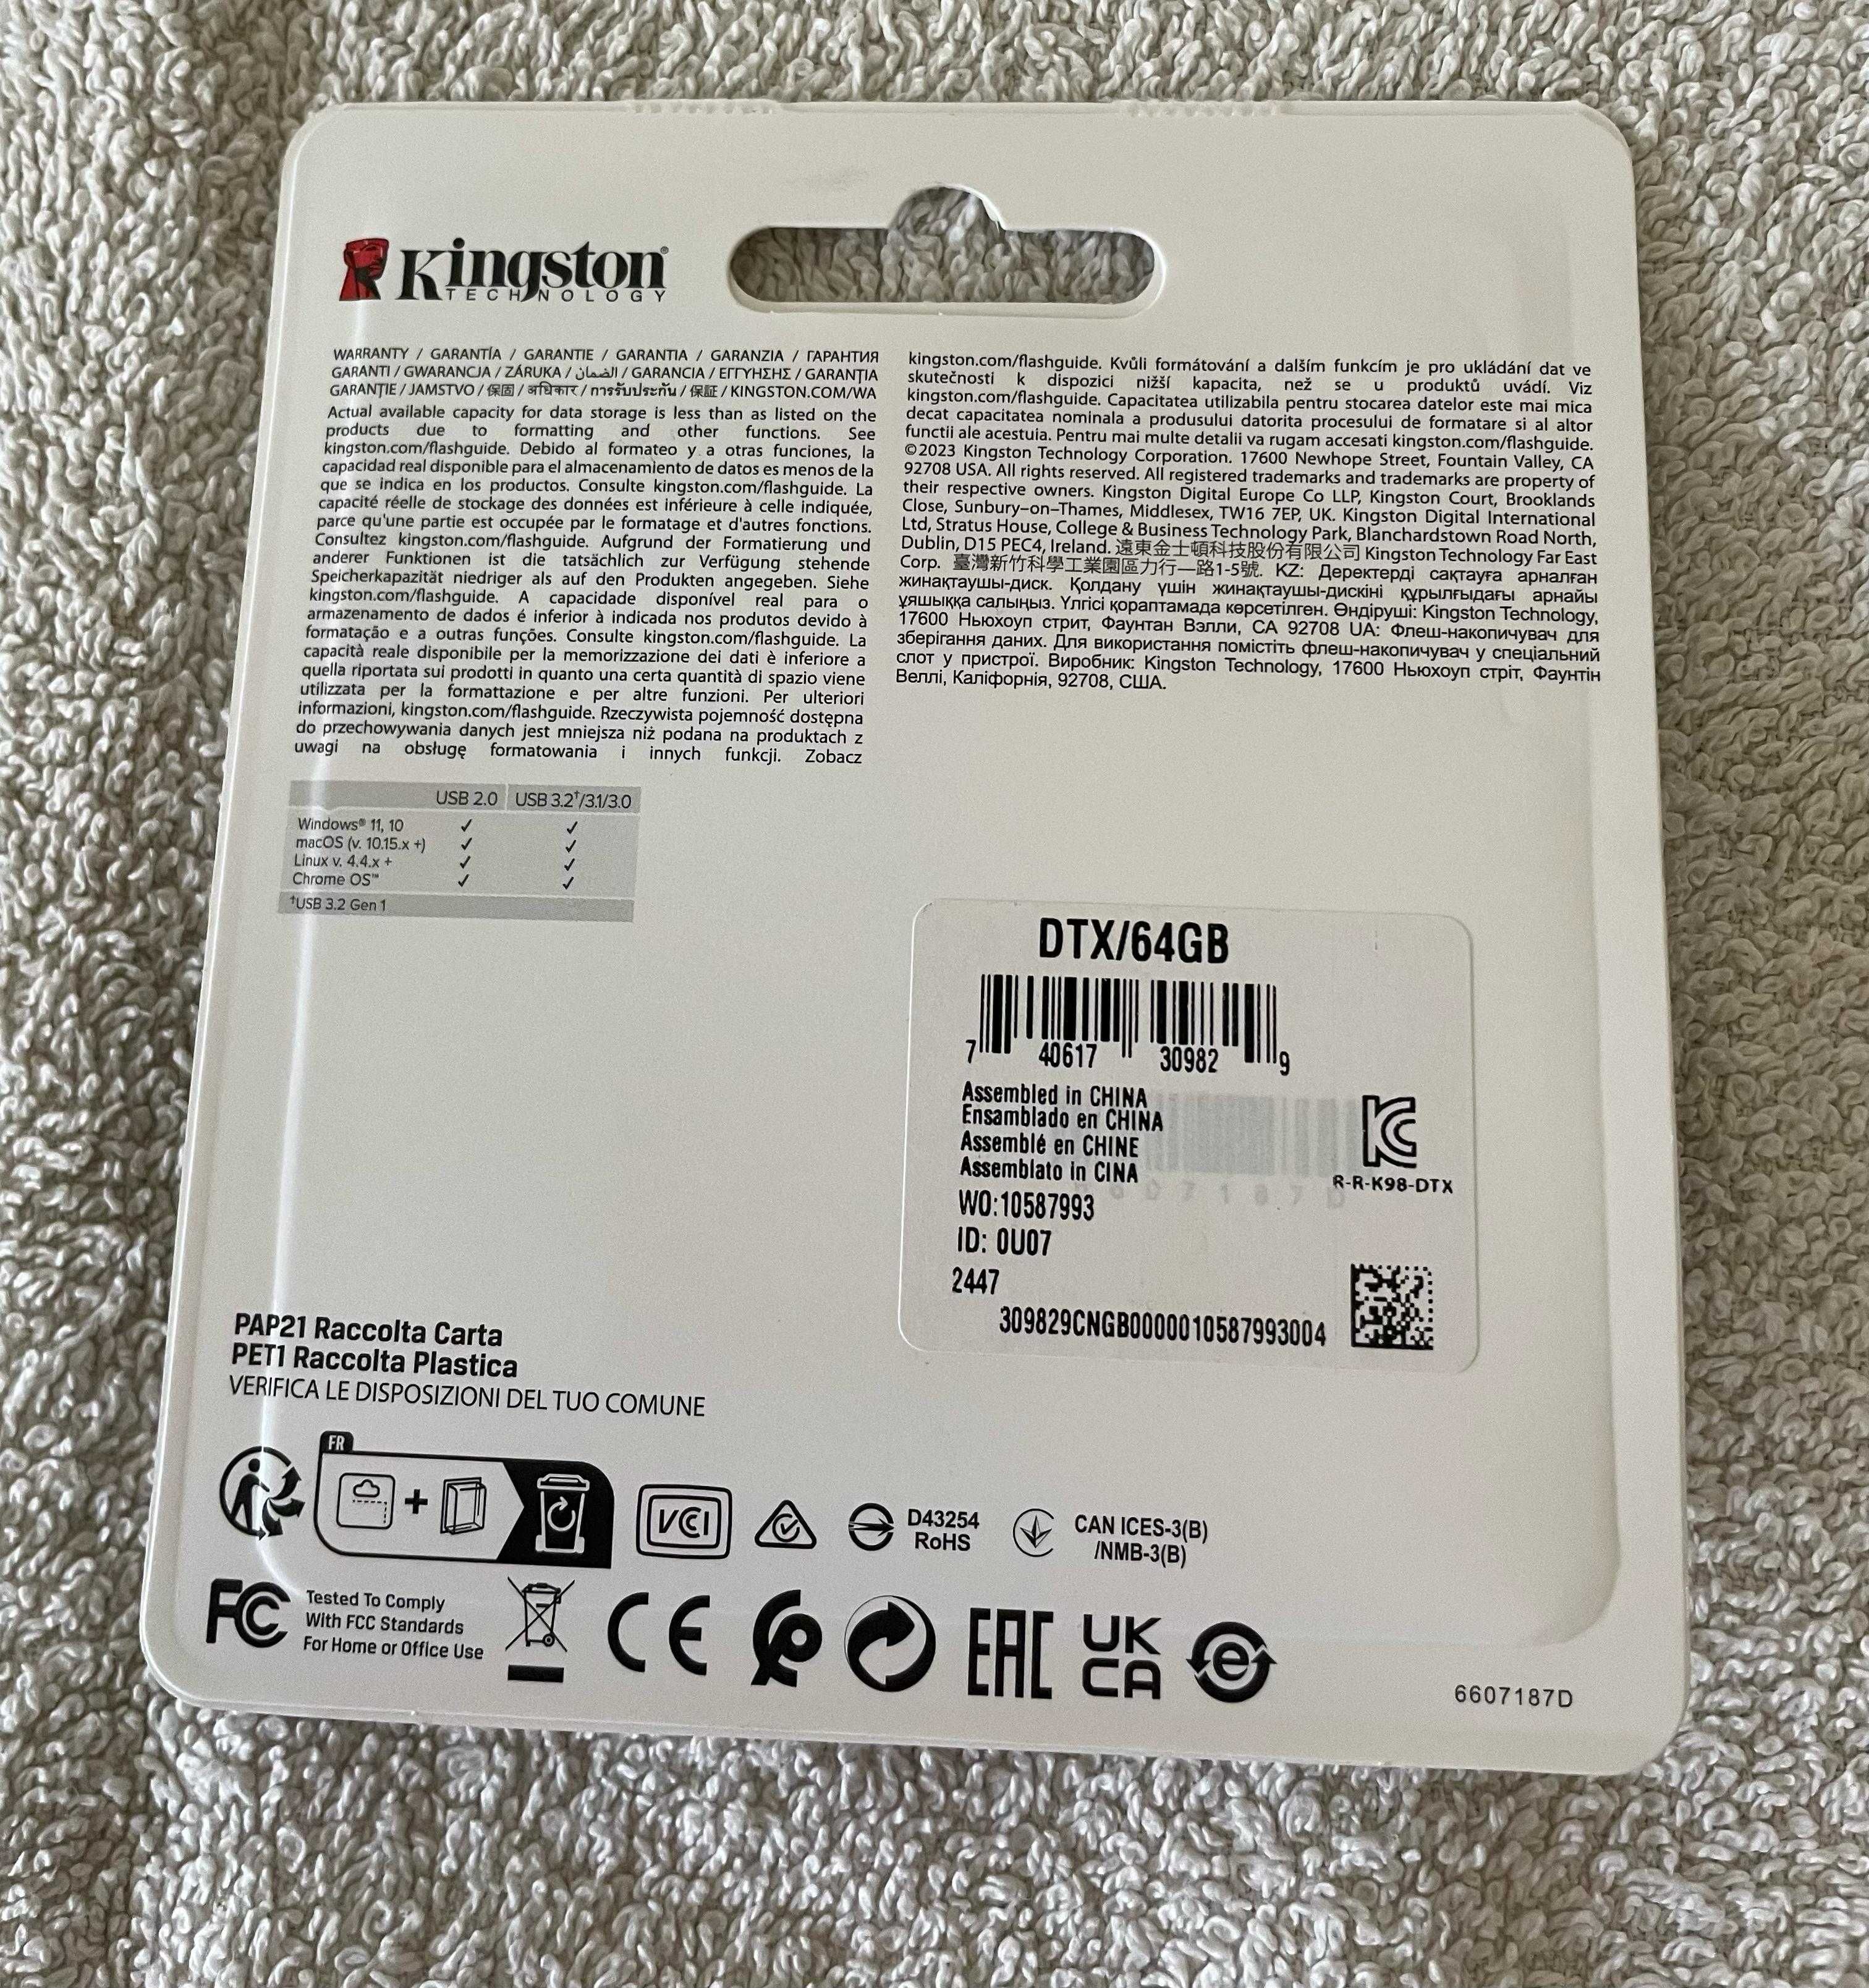 Kingston®
TECHNOLOGY
WARRANTY / GARANTÍA / GARANTIE / GARANTIA / GARANZIA / ГАРАНТИЯ
GARANTI / GWARANCJA / ZÁRUKA / الضمان / GARANCIA / ΕΓΓΥΗΣΗΣ / GARANȚIA
GARANȚIE / JAMSTVO / 保固 / अधिकार / การรับประกัน / 保証 / KINGSTON.COM/WA
Actual available capacity for data storage is less than as listed on the
products due to formatting and other functions. See
kingston.com/flashguide. Debido al formateo y a otras funciones, la
capacidad real disponible para el almacenamiento de datos es menos de la
que se indica en los productos. Consulte kingston.com/flashguide. La
capacité réelle de stockage des données est inférieure à celle indiquée,
parce qu'une partie est occupée par le formatage et d'autres fonctions.
Consultez kingston.com/flashguide. Aufgrund der Formatierung und
anderer Funktionen ist die tatsächlich zur Verfügung stehende
Speicherkapazität niedriger als auf den Produkten angegeben. Siehe
kingston.com/flashguide. A capacidade disponível real para o
armazenamento de dados é inferior à indicada nos produtos devido à
formatação e a outras funções. Consulte kingston.com/flashguide. La
capacità reale disponibile per la memorizzazione dei dati è inferiore a
quella riportata sui prodotti in quanto una certa quantità di spazio viene
utilizzata per la formattazione e per altre funzioni. Per ulteriori
informazioni, kingston.com/flashguide. Rzeczywista pojemność dostępna
do przechowywania danych jest mniejsza niż podana na produktach z
uwagi na obsługę formatowania i innych funkcji. Zobacz
kingston.com/flashguide. Kvůli formátování a dalším funkcím je pro ukládání dat ve
skutečnosti k dispozici nižší kapacita, než se u produktů uvádí. Viz
kingston.com/flashguide. Capacitatea utilizabila pentru stocarea datelor este mai mica
decat capacitatea nominala a produsului datorita procesului de formatare si al altor
functii ale acestuia. Pentru mai multe detalii va rugam accesati kingston.com/flashguide.
©2023 Kingston Technology Corporation. 17600 Newhope Street, Fountain Valley, CA
92708 USA. All rights reserved. All registered trademarks and trademarks are property of
their respective owners. Kingston Digital Europe Co LLP, Kingston Court, Brooklands
Close, Sunbury-on-Thames, Middlesex, TW16 7EP, UK. Kingston Digital International
Ltd, Stratus House, College & Business Technology Park, Blanchardstown Road North,
Dublin, D15 PEC4, Ireland. 遠東金士頓科技股份有限公司 Kingston Technology Far East
Corp. 臺灣新竹科學工業園區力行一路1-5號. KZ: Деректерді сақтауға арналған
жинақтаушы-диск. Қолдану үшін жинақтаушы-дискіні құрылғыдағы арнайы
ұяшыққа салыңыз. Үлгісі қораптамада көрсетілген. Өндіруші: Kingston Technology,
17600 Ньюхоуп стрит, Фаунтан Вэлли, CA 92708 UA: Флеш-накопичувач для
зберігання даних. Для використання помістіть флеш-накопичувач у спеціальний
слот у пристрої. Виробник: Kingston Technology, 17600 Ньюхоуп стріт, Фаунтін
Веллі, Каліфорнія, 92708, США.
USB 2.0 USB 3.2†/3.1/3.0
Windows® 11, 10 ✓ ✓
macOS (v. 10.15.x +) ✓ ✓
Linux v. 4.4.x + ✓ ✓
Chrome OS™ ✓ ✓
†USB 3.2 Gen 1
DTX/64GB
7 40617 30982 9
Assembled in CHINA
Ensamblado en CHINA
Assemblé en CHINE
Assemblato in CINA
WO:10587993
ID: 0U07
2447
309829CNGB0000010587993004
R-R-K98-DTX
PAP21 Raccolta Carta
PET1 Raccolta Plastica
VERIFICA LE DISPOSIZIONI DEL TUO COMUNE
FR
VCI
D43254
RoHS
CAN ICES-3(B)
/NMB-3(B)
FC
Tested To Comply
With FCC Standards
For Home or Office Use
CE
EAC
UK
CA
e
6607187D